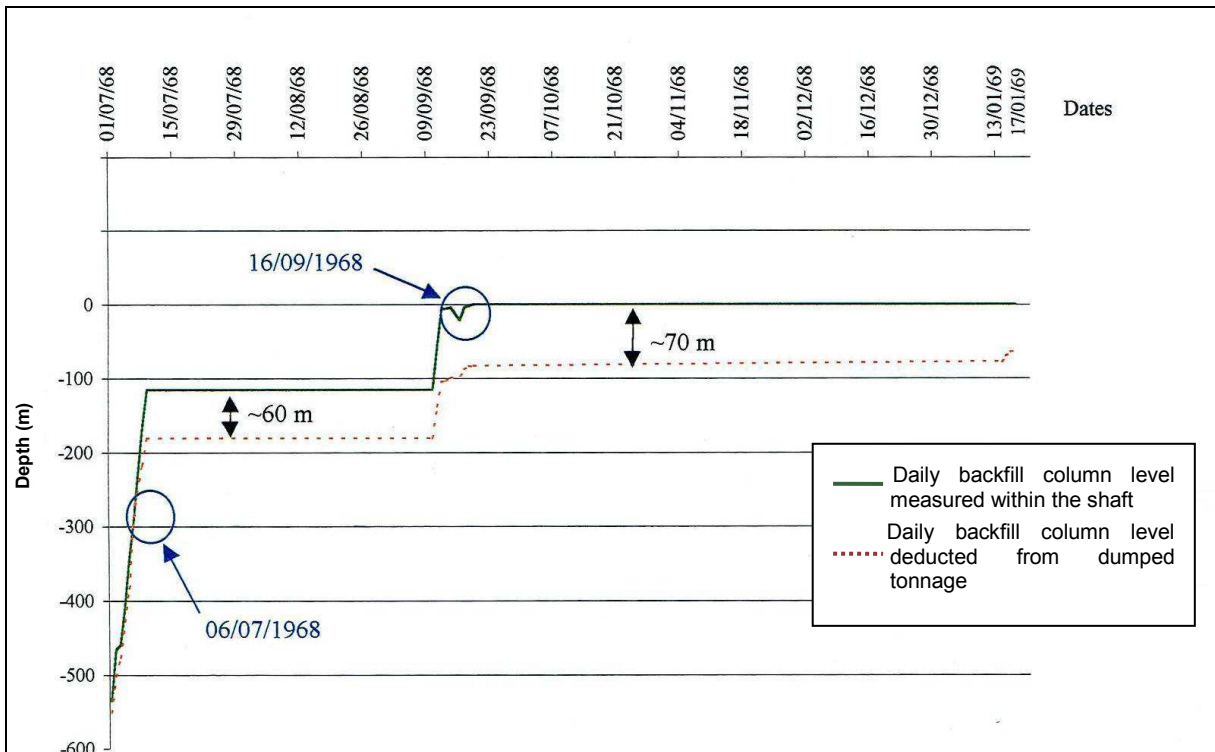 01/07/68
15/07/68
29/07/68
12/08/68
26/08/68
09/09/68
23/09/68
07/10/68
21/10/68
04/11/68
18/11/68
02/12/68
16/12/68
30/12/68
13/01/69
17/01/69
Dates
16/09/1968
0
~70 m
-100
~60 m
Depth (m)
-200
-300
-400
06/07/1968
-500
-600
Daily backfill column level
measured within the shaft
Daily backfill column level
deducted from dumped
tonnage